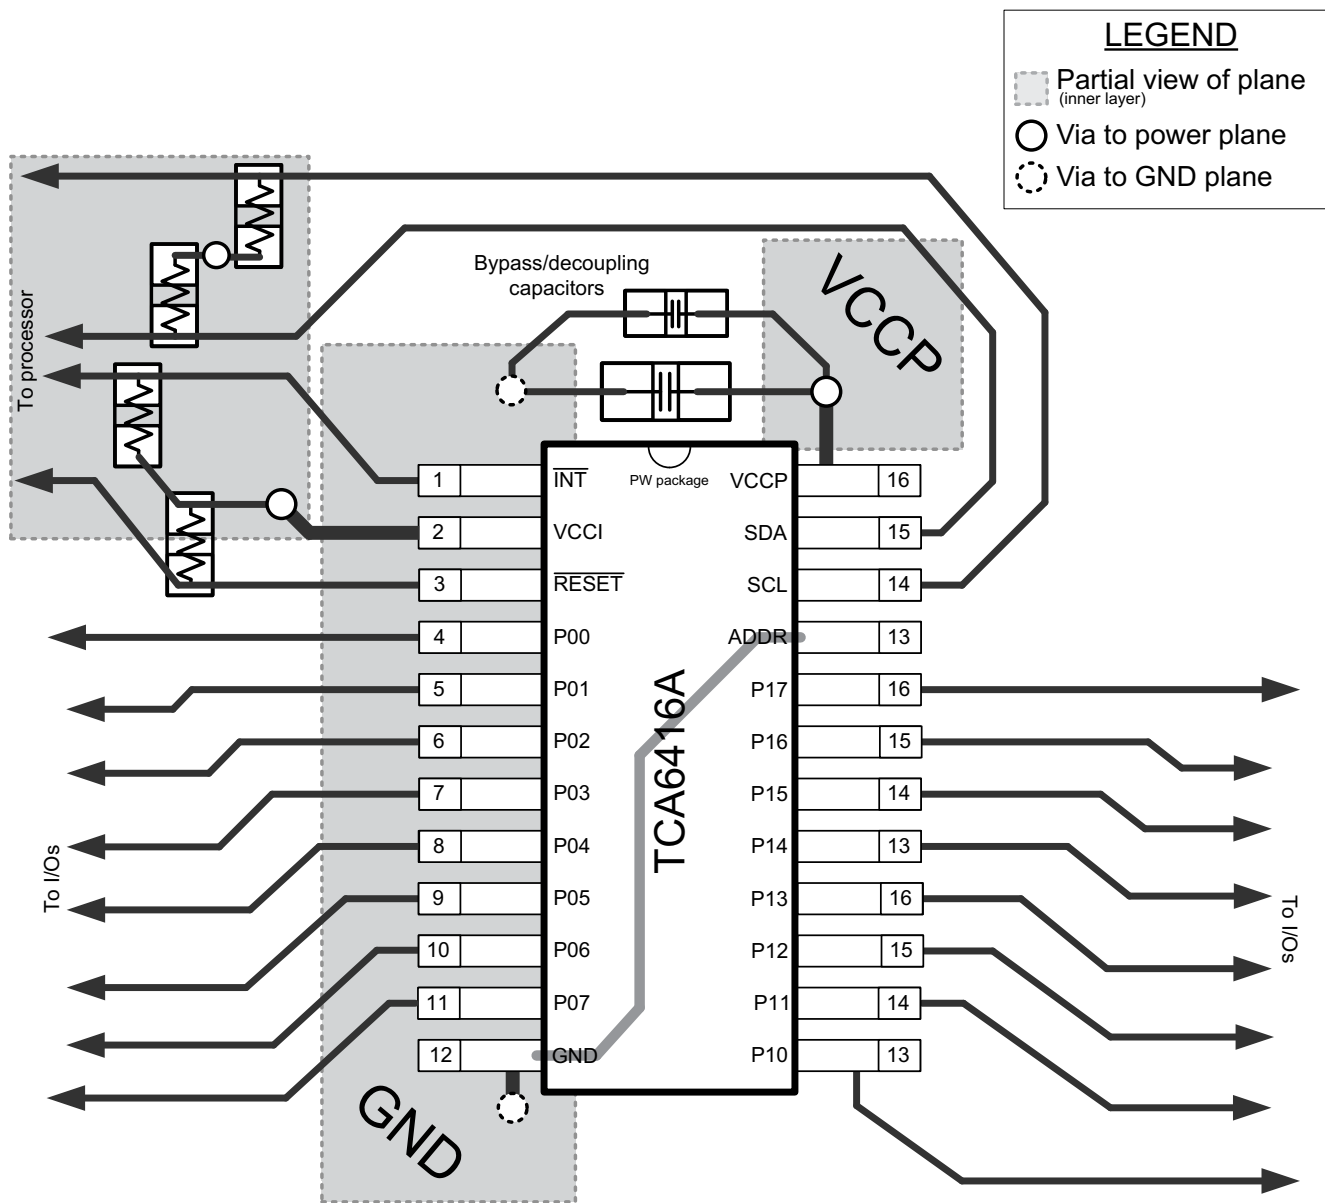 LEGEND
Partial view of plane
(inner layer)
Via to power plane
Via to GND plane
To processor
Bypass/decoupling
capacitors
VCCP
PW package
TCA6416A
1 INT
2 VCCI
3 RESET
4 P00
5 P01
6 P02
7 P03
8 P04
9 P05
10 P06
11 P07
12 GND
VCCP 16
SDA 15
SCL 14
ADDR 13
P17 16
P16 15
P15 14
P14 13
P13 16
P12 15
P11 14
P10 13
To I/Os
To I/Os
GND